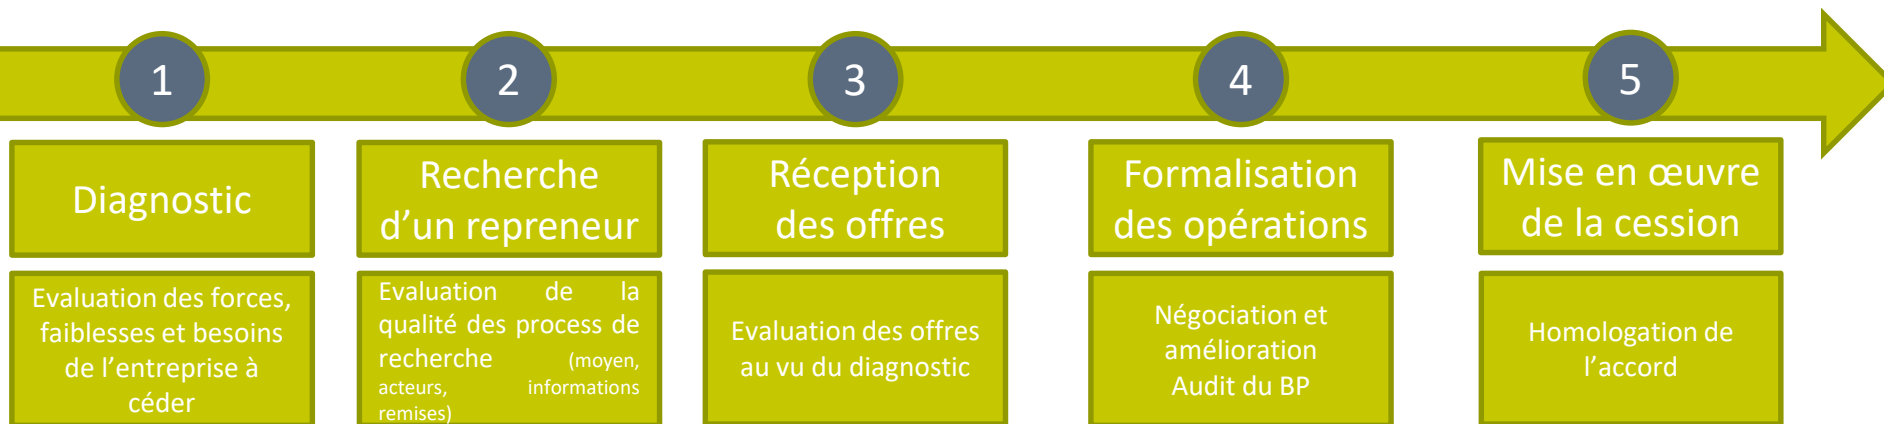 1
2
3
4
5
Diagnostic
Recherche
d’un repreneur
Réception
des offres
Formalisation
des opérations
Mise en œuvre
de la cession
Evaluation des forces,
faiblesses et besoins
de l’entreprise à
céder
Evaluation de la
qualité des process de
recherche (moyen,
acteurs, informations
remises)
Evaluation des offres
au vu du diagnostic
Négociation et
amélioration
Audit du BP
Homologation de
l’accord